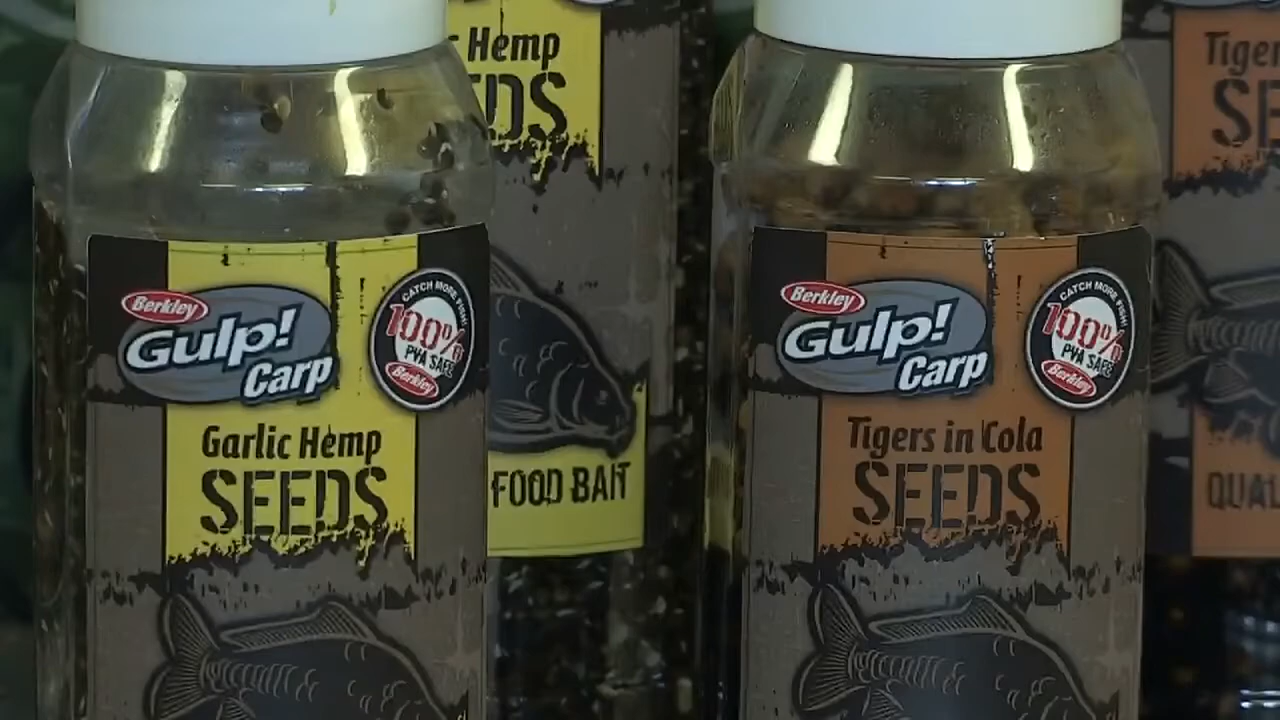 Hemp
EDS
FOOD BAIT
Berkley
Gulp!
Carp
CATCH MORE FISH!
100%
PVA SAFE
Berkley
Garlic Hemp
SEEDS
Berkley
Gulp!
Carp
CATCH MORE FISH!
100%
PVA SAFE
Berkley
Tigers in Cola
SEEDS
Tiger
SE
QUAL